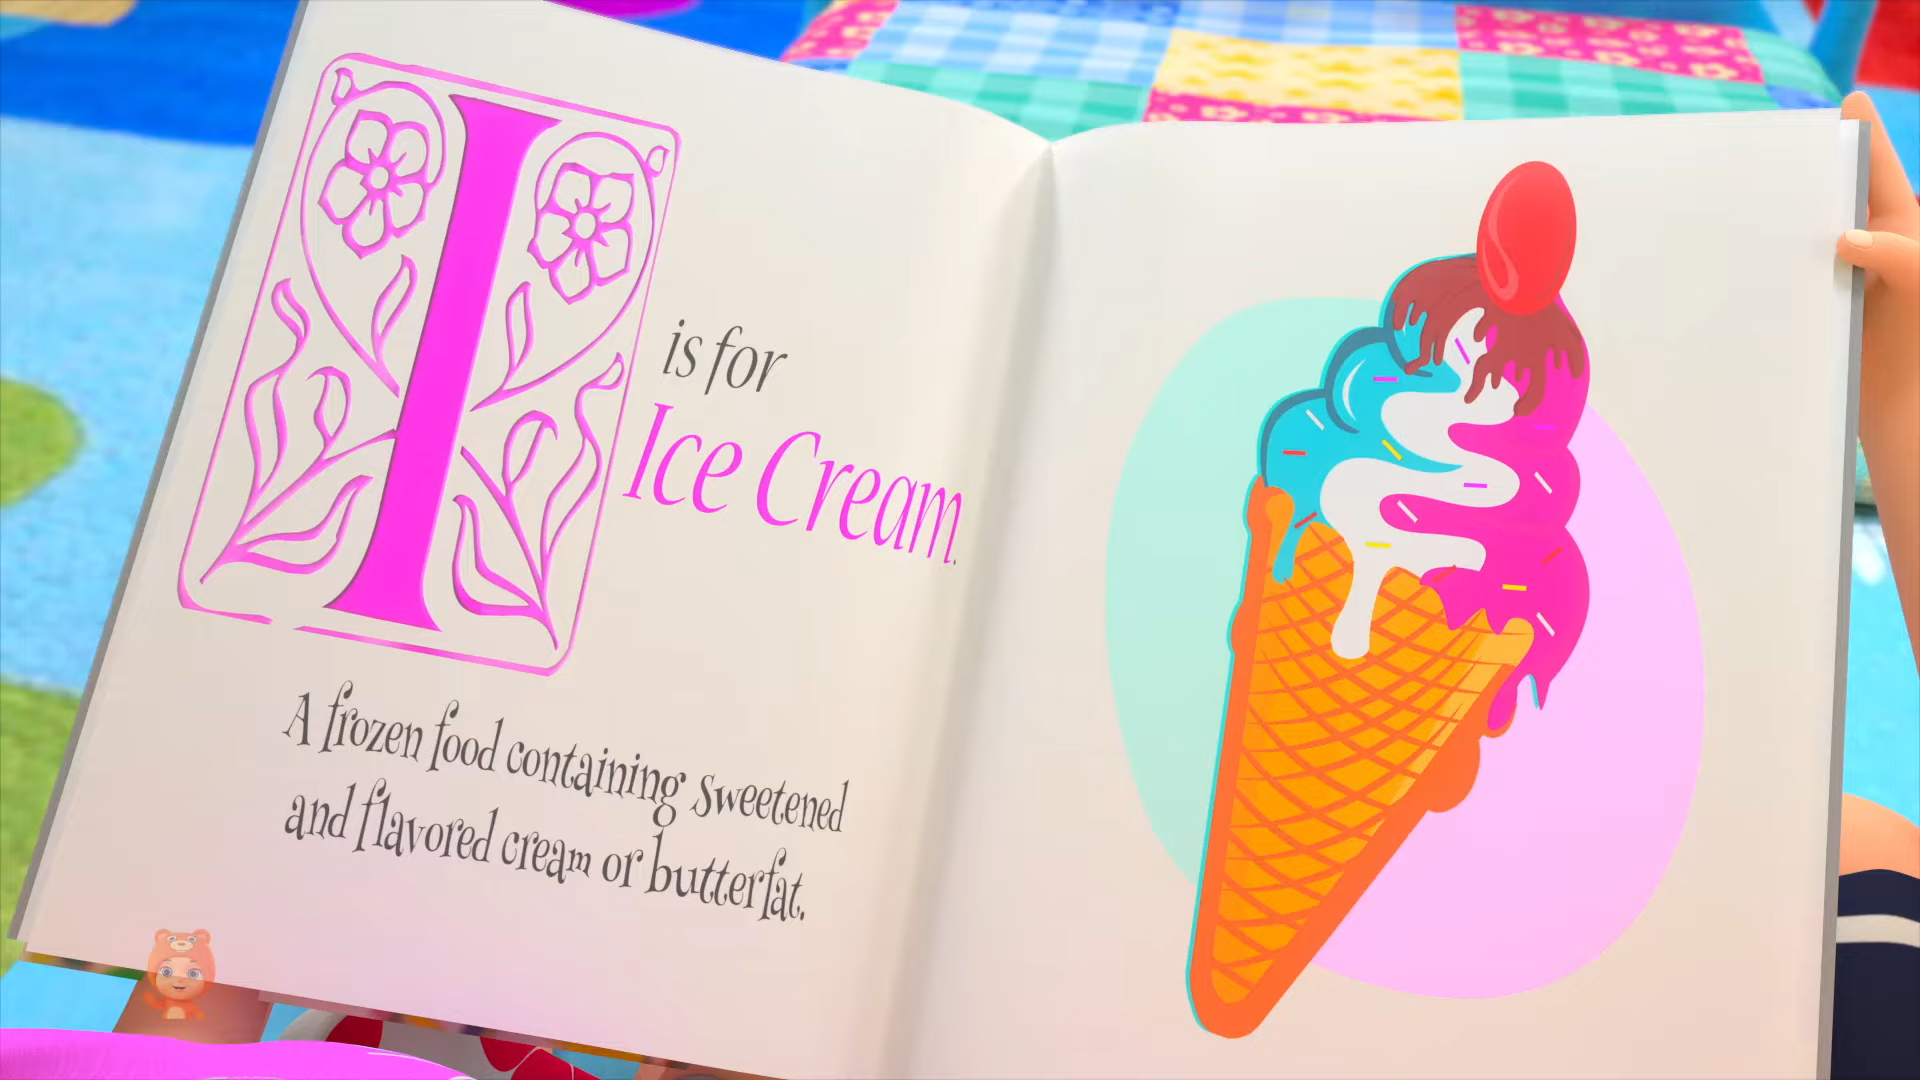 I
is for
Ice Cream.
A frozen food containing sweetened
and flavored cream or butterfat.